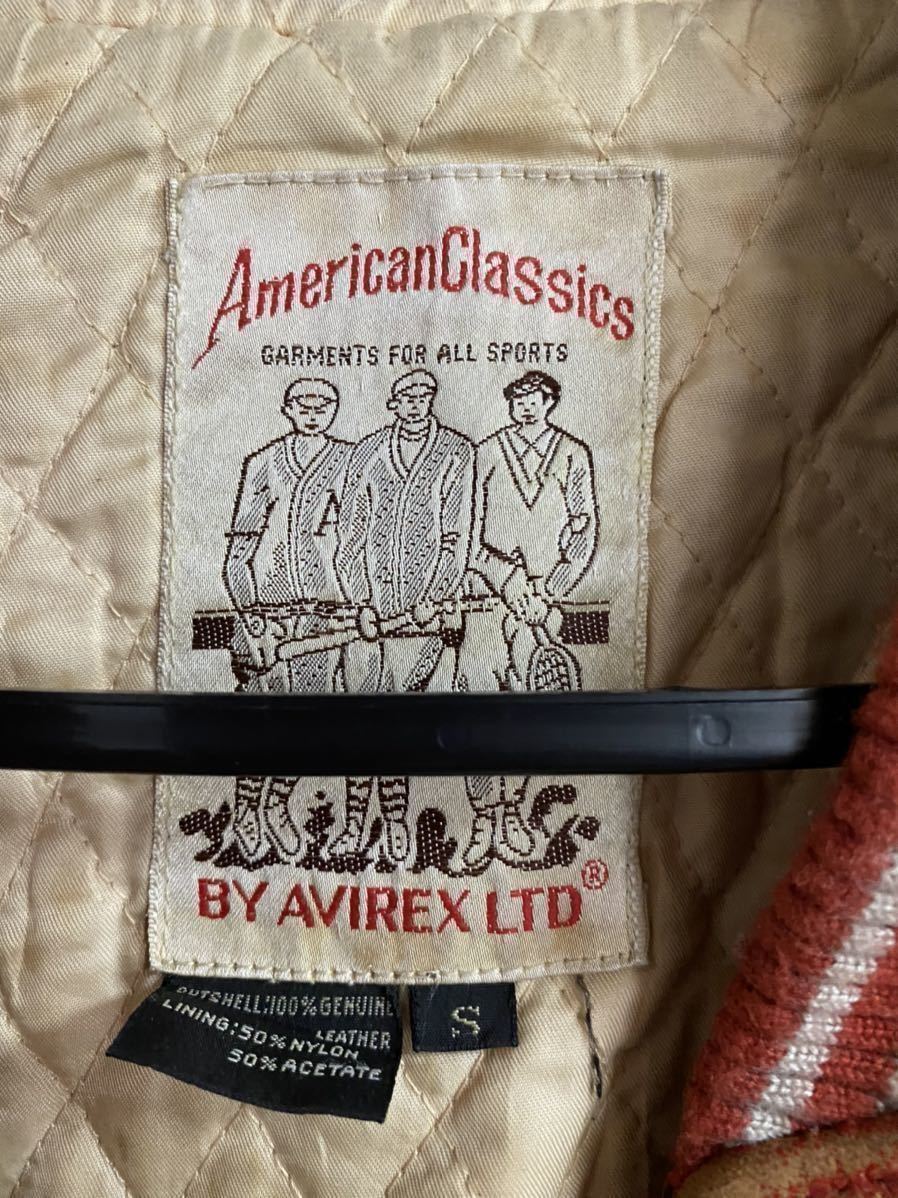 AmericanClassics
GARMENTS FOR ALL SPORTS
A
BY AVIREX LTD®
OUTSHELL:100%GENUINE
LEATHER
LINING:50%NYLON
50%ACETATE
S